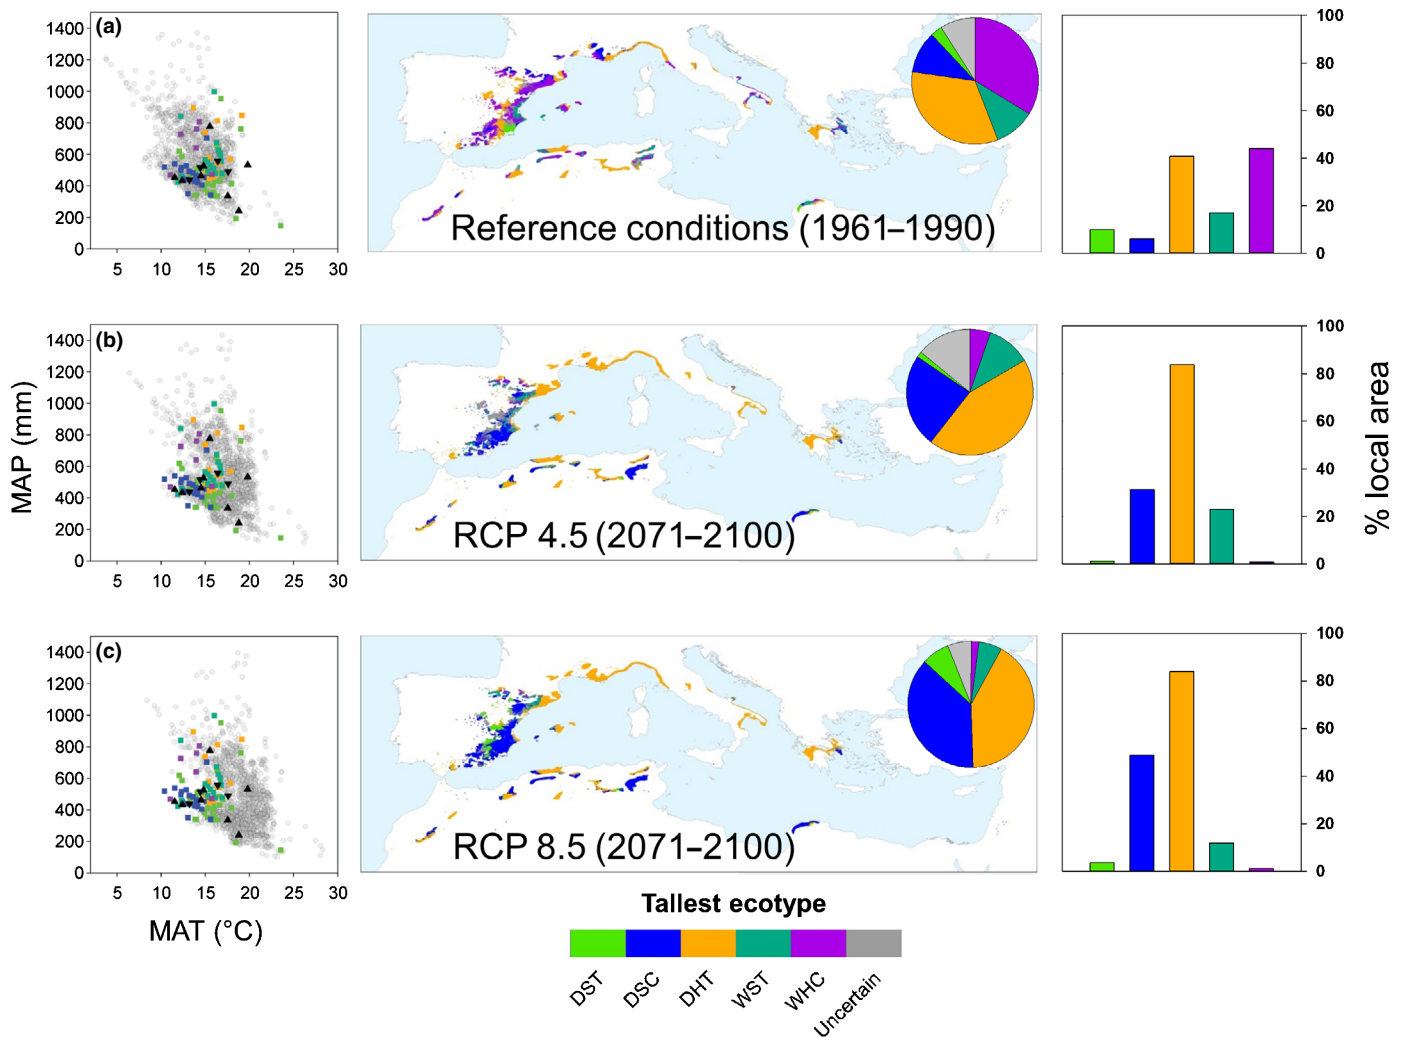 (a)
1400
1200
1000
800
600
400
200
0
5 10 15 20 25 30
Reference conditions (1961–1990)
100
80
60
40
20
0
(b)
1400
1200
1000
800
600
400
200
0
5 10 15 20 25 30
MAP (mm)
RCP 4.5 (2071–2100)
100
80
60
40
20
0
% local area
(c)
1400
1200
1000
800
600
400
200
0
5 10 15 20 25 30
MAT (°C)
RCP 8.5 (2071–2100)
100
80
60
40
20
0
Tallest ecotype
DST
DSC
DHT
WST
WHC
Uncertain